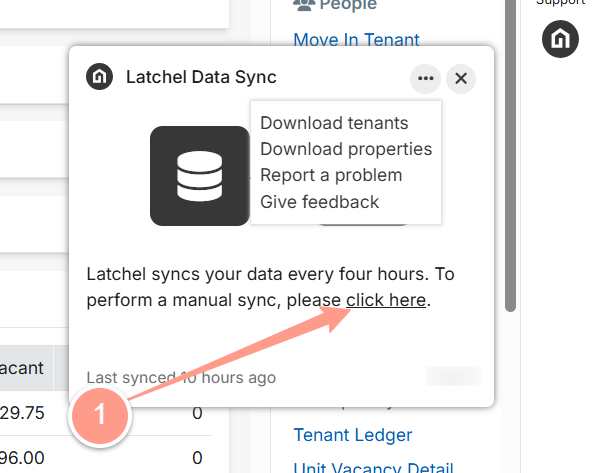 Support
People
Move In Tenant
Latchel Data Sync
Download tenants
Download properties
Report a problem
Give feedback
Latchel syncs your data every four hours. To
perform a manual sync, please click here.
Last synced 10 hours ago
acant
29.75
0
1
96.00
0
Tenant Ledger
Unit Vacancy Detail